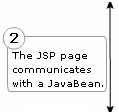 2
The JSP page
communicates
with a JavaBean.